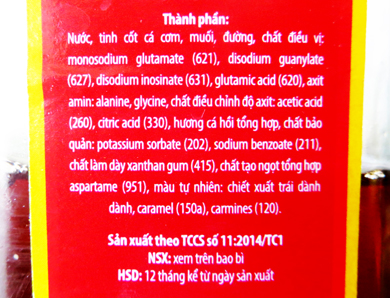 Thành phần:
Nước, tinh cốt cá cơm, muối, đường, chất điều vị:
monosodium glutamate (621), disodium guanylate
(627), disodium inosinate (631), glutamic acid (620), axit
amin: alanine, glycine, chất điều chỉnh độ axit: acetic acid
(260), citric acid (330), hương cá hồi tổng hợp, chất bảo
quản: potassium sorbate (202), sodium benzoate (211),
chất làm dày xanthan gum (415), chất tạo ngọt tổng hợp
aspartame (951), màu tự nhiên: chiết xuất trái dành
dành, caramel (150a), carmines (120).
Sản xuất theo TCCS số 11:2014/TC1
NSX: xem trên bao bì
HSD: 12 tháng kể từ ngày sản xuất